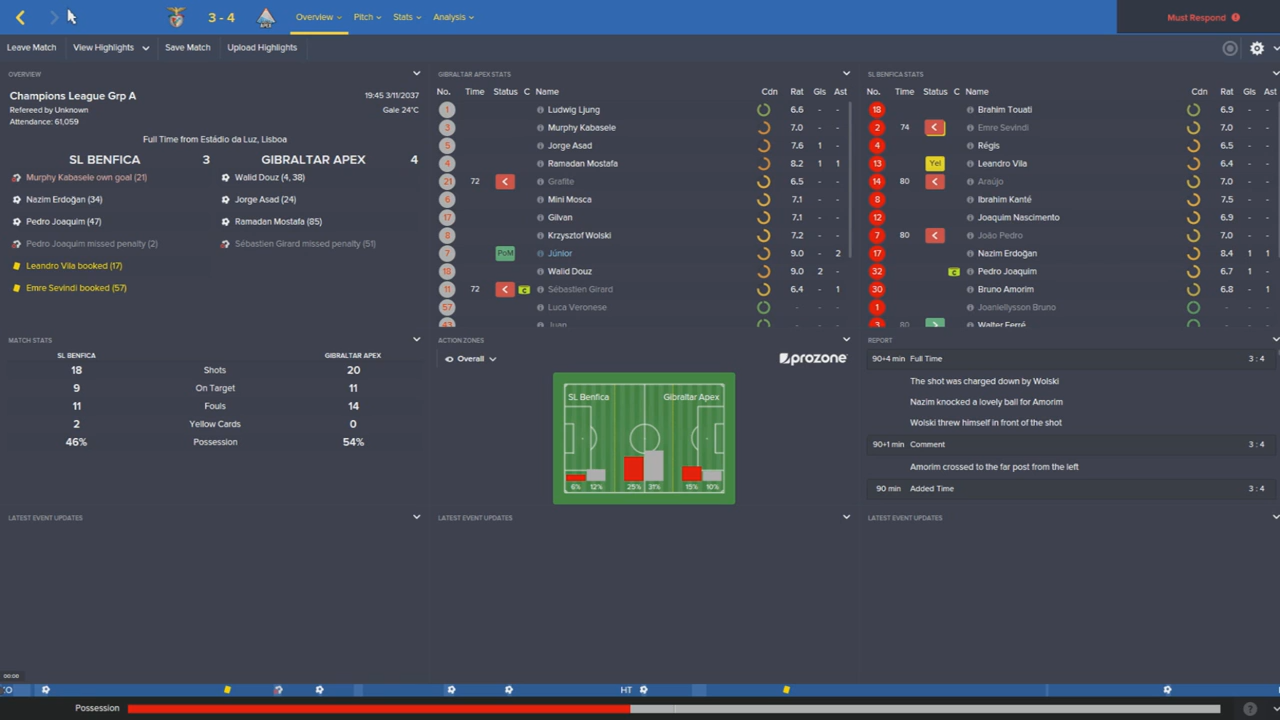 3 - 4
APEX
Overview
Pitch
Stats
Analysis
Must Respond
Leave Match
View Highlights
Save Match
Upload Highlights
OVERVIEW
Champions League Grp A
19:45 3/11/2037
Refereed by Unknown
Gale 24°C
Attendance: 61,059
Full Time from Estádio da Luz, Lisboa
SL BENFICA 3 GIBRALTAR APEX 4
Murphy Kabasele own goal (21)
Walid Douz (4, 38)
Nazim Erdoğan (34)
Jorge Asad (24)
Pedro Joaquim (47)
Ramadan Mostafa (85)
Pedro Joaquim missed penalty (2)
Sébastien Girard missed penalty (51)
Leandro Vila booked (17)
Emre Sevindi booked (57)
GIBRALTAR APEX STATS
No. Time Status C Name Cdn Rat Gls Ast
1 Ludwig Ljung 6.6 - -
3 Murphy Kabasele 7.0 - -
5 Jorge Asad 7.6 1 -
4 Ramadan Mostafa 8.2 1 1
21 72 Grafite 6.5 - -
6 Mini Mosca 7.1 - -
17 Gilvan 7.1 - -
8 Krzysztof Wolski 7.2 - -
7 PoM Júnior 9.0 - 2
18 Walid Douz 9.0 2 -
11 72 C Sébastien Girard 6.4 - 1
57 Luca Veronese - - -
Juan - - -
SL BENFICA STATS
No. Time Status C Name Cdn Rat Gls Ast
18 Brahim Touati 6.9 - -
2 74 Emre Sevindi 7.0 - -
4 Régis 6.5 - -
13 Yel Leandro Vila 6.4 - -
14 80 Araújo 7.0 - -
8 Ibrahim Kanté 7.5 - -
12 Joaquim Nascimento 6.9 - -
7 80 João Pedro 7.0 - -
17 Nazim Erdoğan 8.4 1 1
32 C Pedro Joaquim 6.7 1 -
30 Bruno Amorim 6.8 - 1
1 Joaniellysson Bruno - - -
3 80 Walter Ferré - - -
MATCH STATS
SL BENFICA GIBRALTAR APEX
18 Shots 20
9 On Target 11
11 Fouls 14
2 Yellow Cards 0
46% Possession 54%
ACTION ZONES
Overall
prozone
SL Benfica Gibraltar Apex
6% 12% 25% 31% 15% 10%
REPORT
90+4 min Full Time 3 : 4
The shot was charged down by Wolski
Nazim knocked a lovely ball for Amorim
Wolski threw himself in front of the shot
90+1 min Comment 3 : 4
Amorim crossed to the far post from the left
90 min Added Time 3 : 4
LATEST EVENT UPDATES
LATEST EVENT UPDATES
LATEST EVENT UPDATES
00:00
HT
Possession